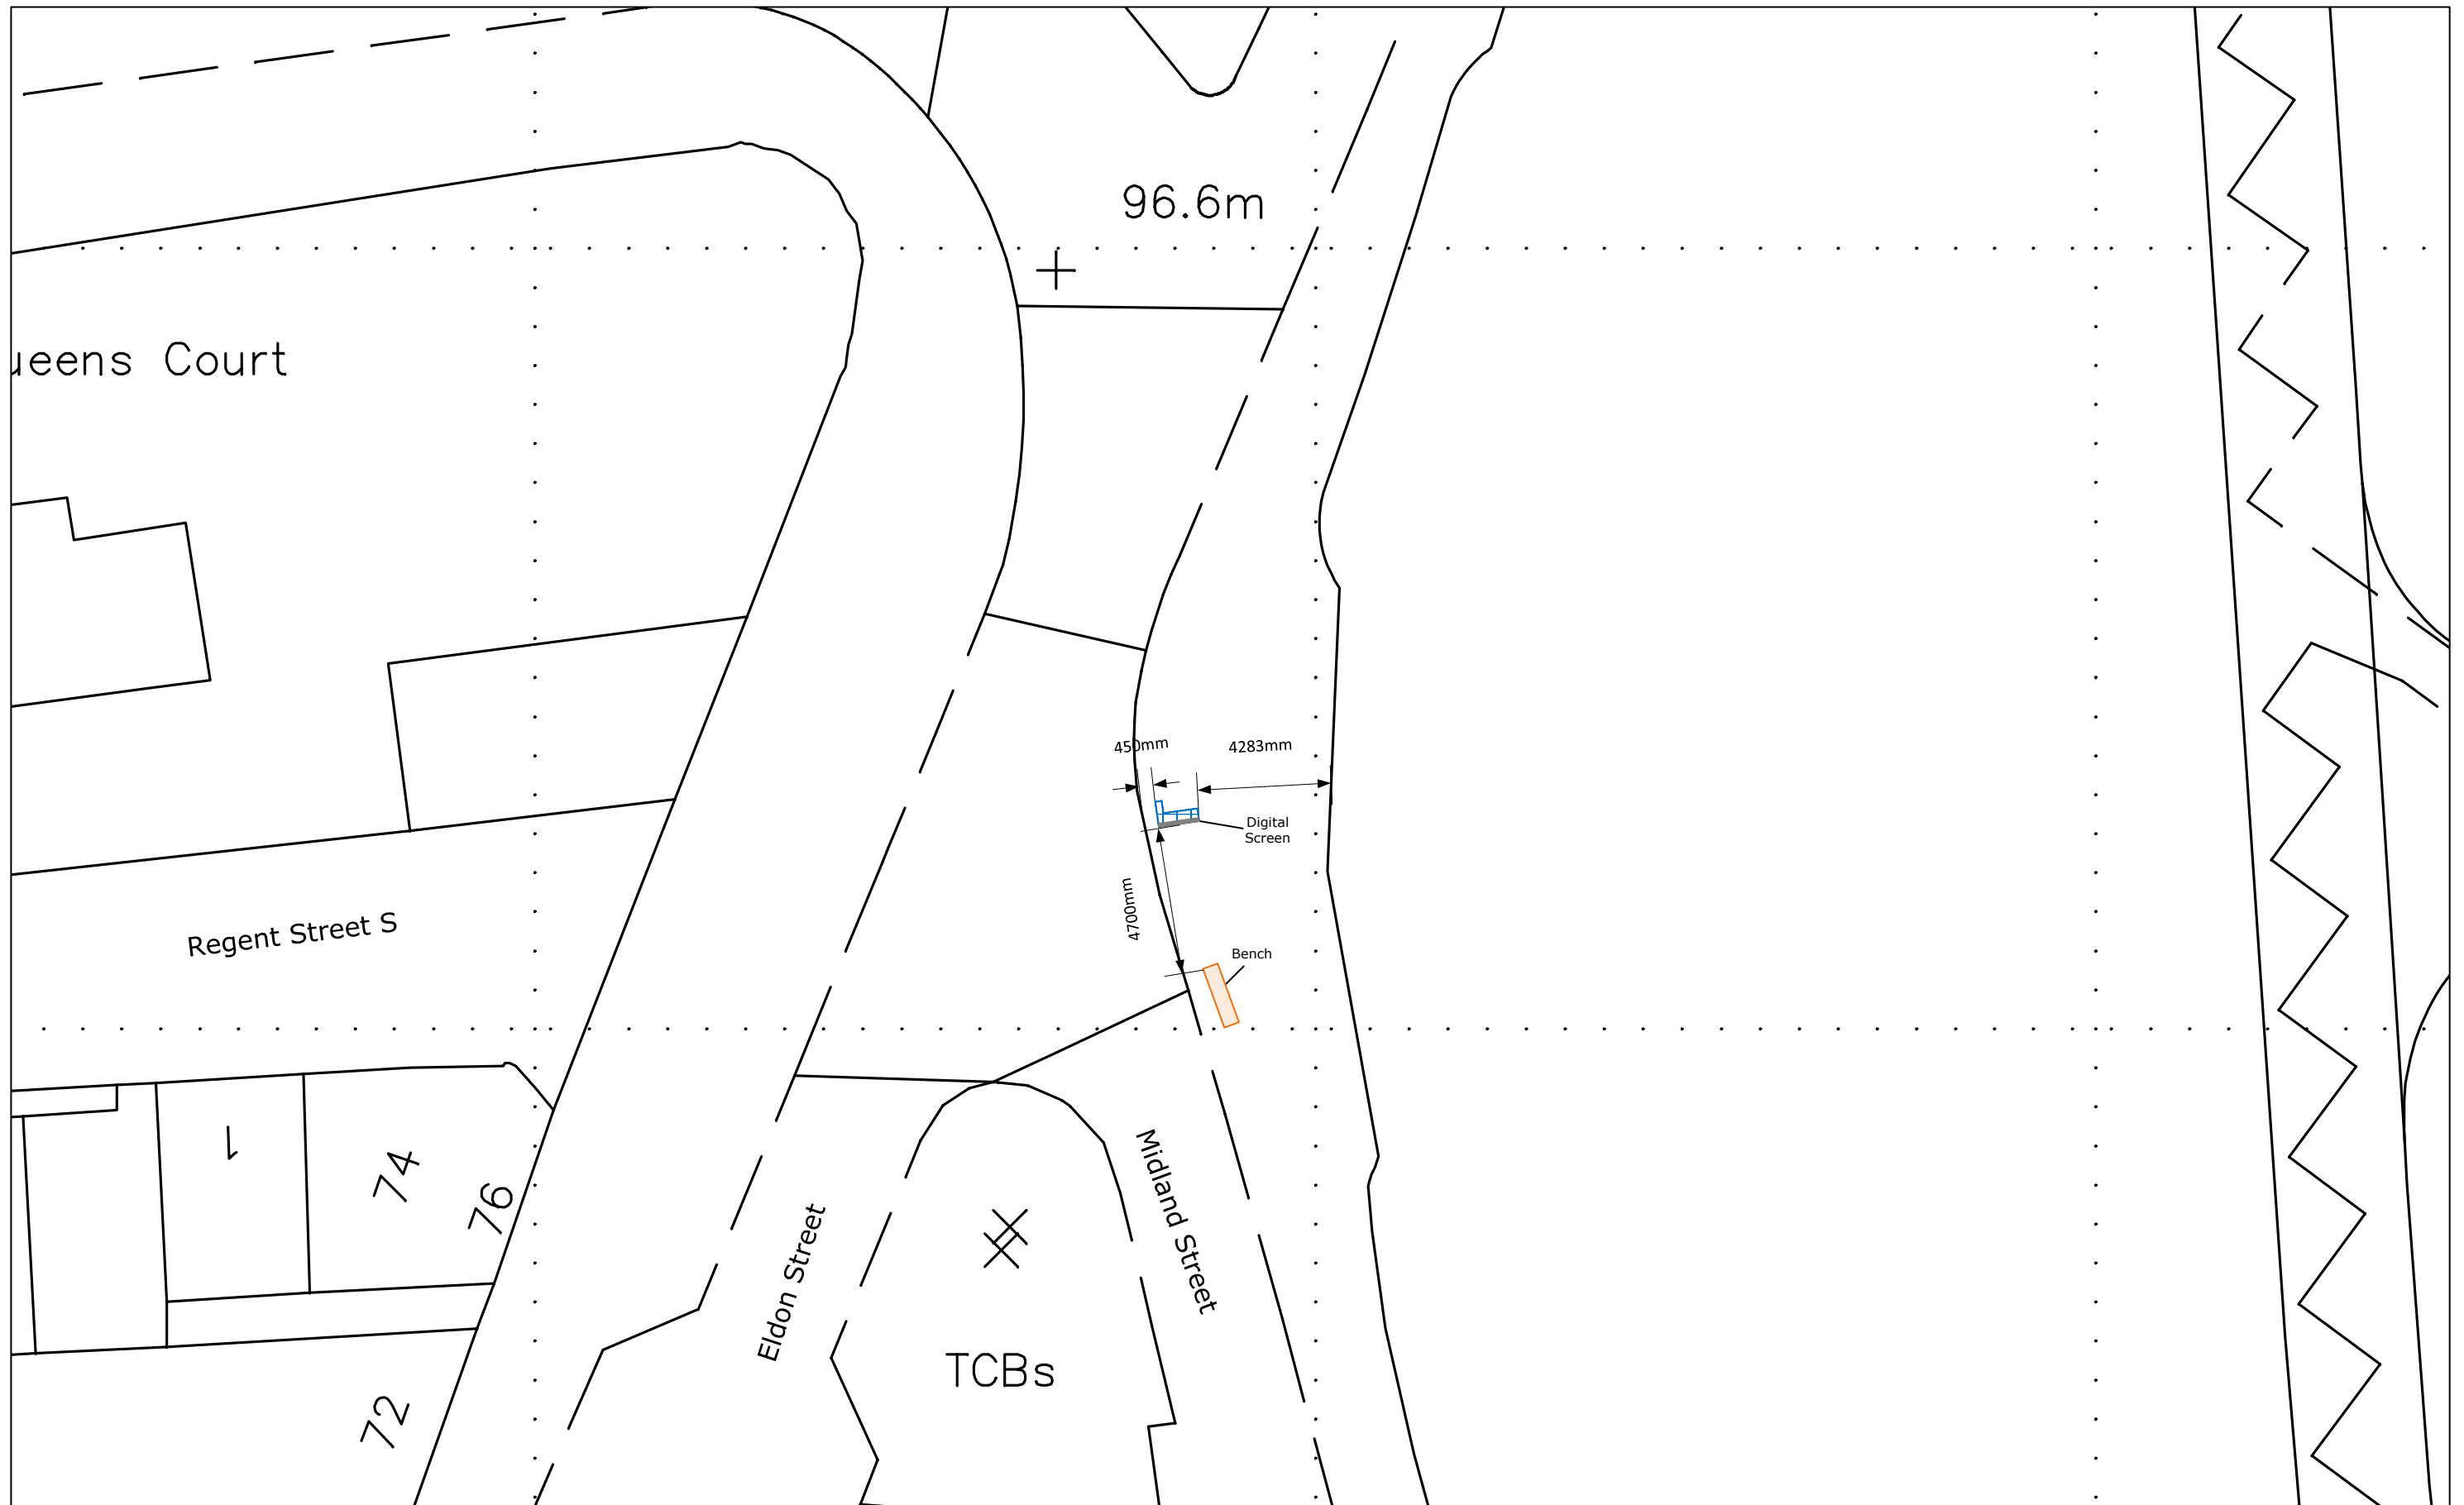 96.6m
ueens Court
450mm
4283mm
Digital
Screen
4700mm
Regent Street S
Bench
1
74
76
Midland Street
Eldon Street
TCBs
72